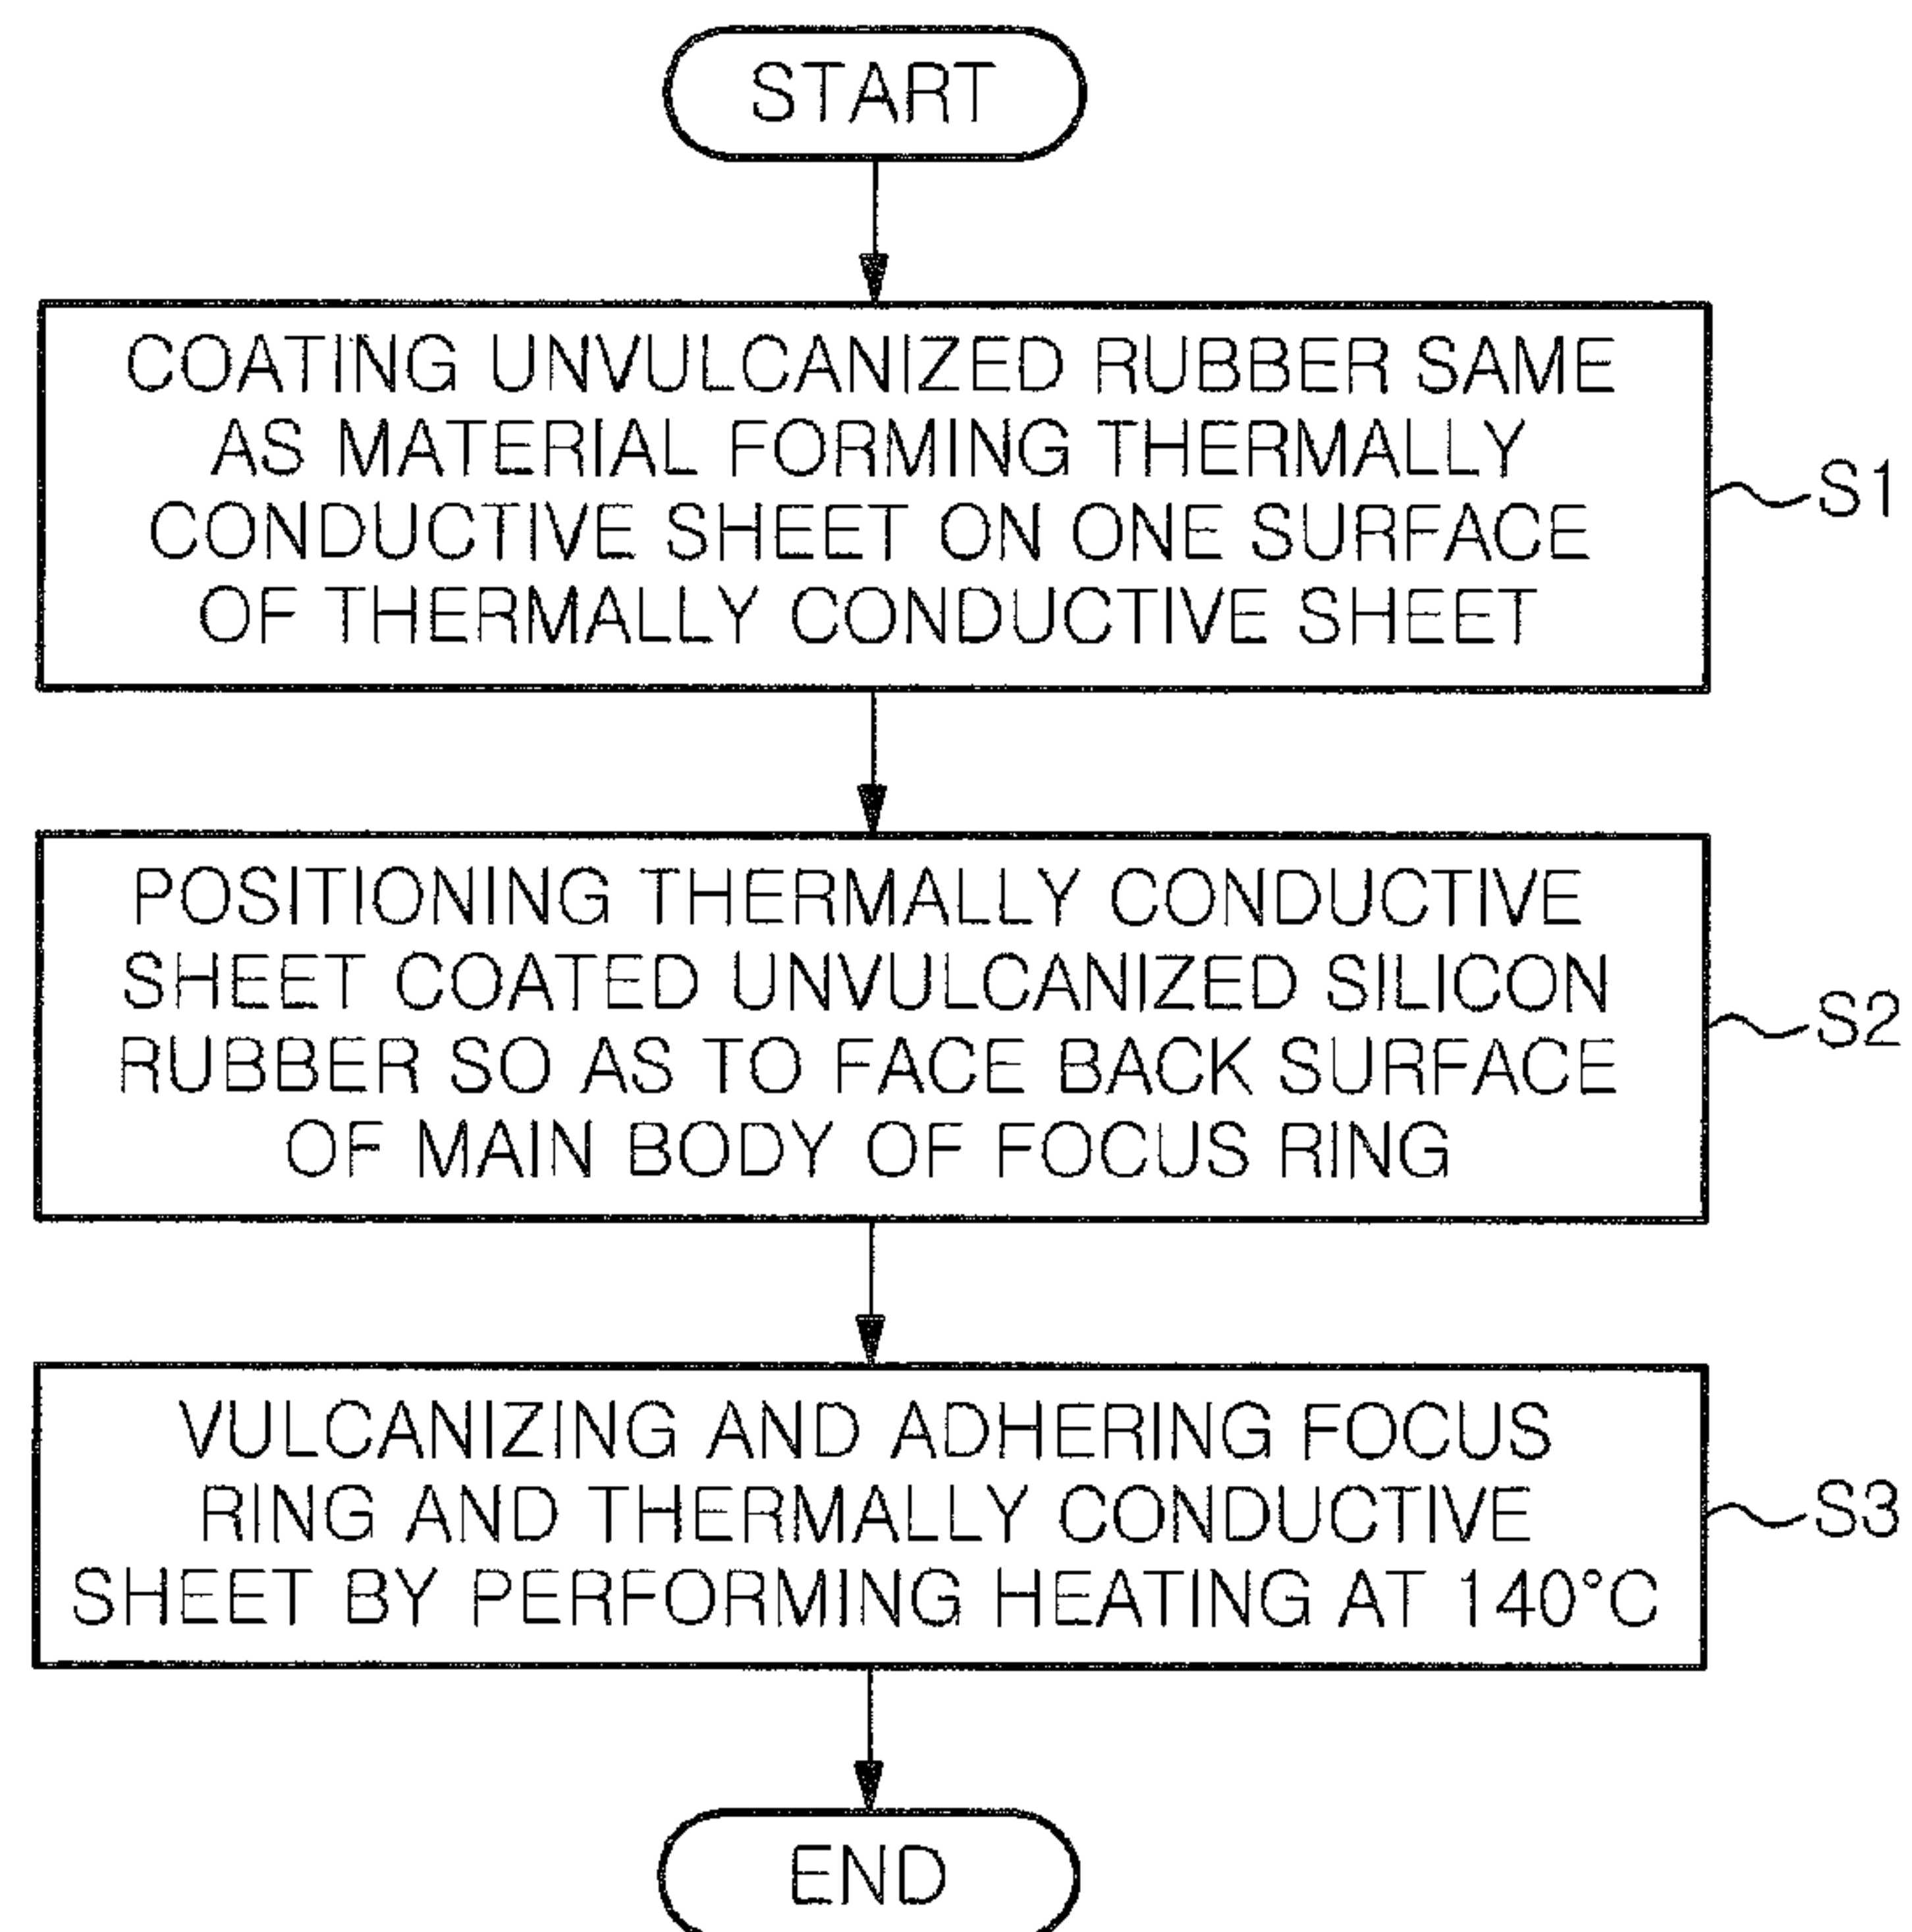 START
COATING UNVULCANIZED RUBBER SAME
AS MATERIAL FORMING THERMALLY
CONDUCTIVE SHEET ON ONE SURFACE
OF THERMALLY CONDUCTIVE SHEET
S1
POSITIONING THERMALLY CONDUCTIVE
SHEET COATED UNVULCANIZED SILICON
RUBBER SO AS TO FACE BACK SURFACE
OF MAIN BODY OF FOCUS RING
S2
VULCANIZING AND ADHERING FOCUS
RING AND THERMALLY CONDUCTIVE
SHEET BY PERFORMING HEATING AT 140°C
S3
END